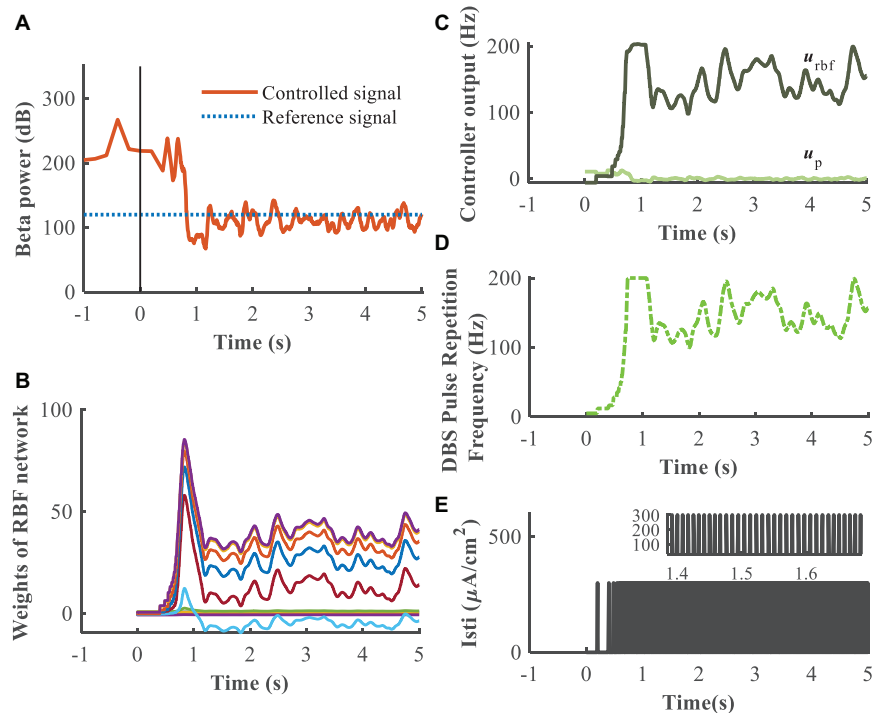 A
Beta power (dB)
300
200
100
0
Controlled signal
Reference signal
-1 0 1 2 3 4 5
Time (s)
B
Weights of RBF network
100
50
0
-1 0 1 2 3 4 5
Time (s)
C
Controller output (Hz)
200
100
0
u_rbf
u_p
-1 0 1 2 3 4 5
Time (s)
D
DBS Pulse Repetition
Frequency (Hz)
200
100
0
-1 0 1 2 3 4 5
Time (s)
E
Isti (µA/cm²)
500
0
300
200
100
1.4 1.5 1.6
-1 0 1 2 3 4 5
Time(s)